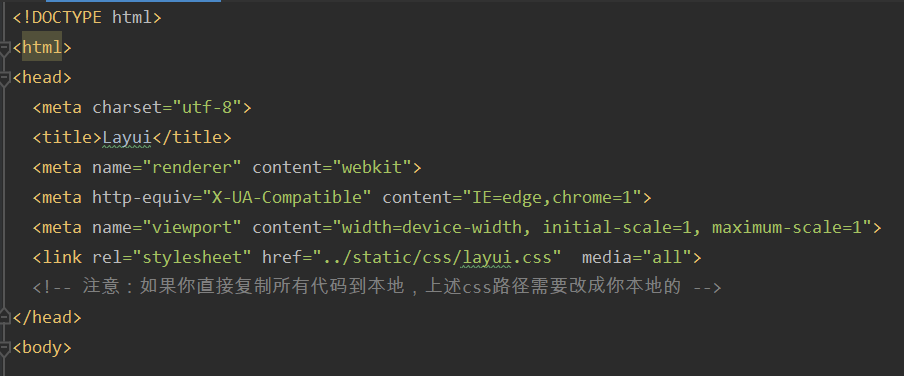 <!DOCTYPE html>
<html>
<head>
<meta charset="utf-8">
<title>Layui</title>
<meta name="renderer" content="webkit">
<meta http-equiv="X-UA-Compatible" content="IE=edge,chrome=1">
<meta name="viewport" content="width=device-width, initial-scale=1, maximum-scale=1">
<link rel="stylesheet" href="../static/css/layui.css"  media="all">
<!-- 注意：如果你直接复制所有代码到本地，上述css路径需要改成你本地的 -->
</head>
<body>